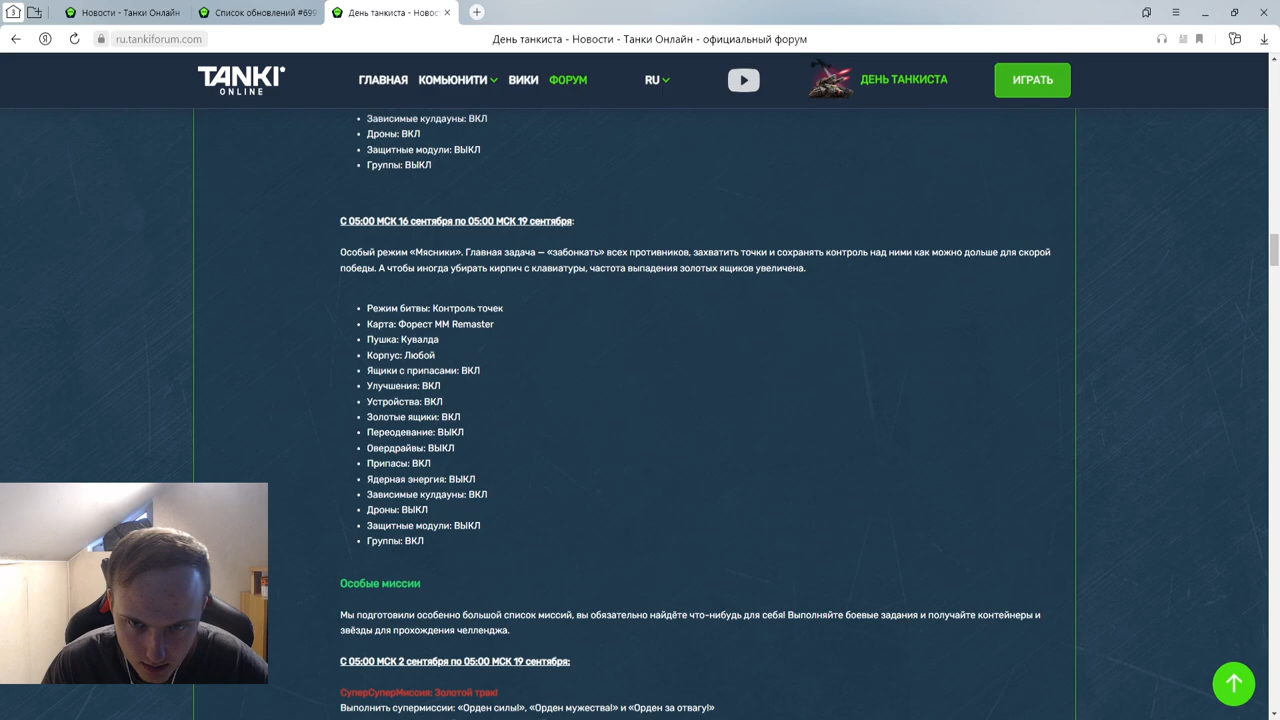 3
Новости - Танки Онлайн
Список обновлений #699
День танкиста - Новос
ru.tankiforum.com
День танкиста - Новости - Танки Онлайн - официальный форум
TANKI ONLINE
ГЛАВНАЯ
КОМЬЮНИТИ
ВИКИ
ФОРУМ
RU
ДЕНЬ ТАНКИСТА
ИГРАТЬ
• Зависимые кулдауны: ВКЛ
• Дроны: ВКЛ
• Защитные модули: ВЫКЛ
• Группы: ВЫКЛ
С 05:00 МСК 16 сентября по 05:00 МСК 19 сентября:
Особый режим «Мясники». Главная задача — «забонкать» всех противников, захватить точки и сохранять контроль над ними как можно дольше для скорой
победы. А чтобы иногда убирать кирпич с клавиатуры, частота выпадения золотых ящиков увеличена.
• Режим битвы: Контроль точек
• Карта: Форест ММ Remaster
• Пушка: Кувалда
• Корпус: Любой
• Ящики с припасами: ВКЛ
• Улучшения: ВКЛ
• Устройства: ВКЛ
• Золотые ящики: ВКЛ
• Переодевание: ВЫКЛ
• Овердрайвы: ВЫКЛ
• Припасы: ВКЛ
• Ядерная энергия: ВЫКЛ
• Зависимые кулдауны: ВКЛ
• Дроны: ВЫКЛ
• Защитные модули: ВЫКЛ
• Группы: ВКЛ
Особые миссии
Мы подготовили особенно большой список миссий, вы обязательно найдёте что-нибудь для себя! Выполняйте боевые задания и получайте контейнеры и
звёзды для прохождения челленджа.
С 05:00 МСК 2 сентября по 05:00 МСК 19 сентября:
СуперСуперМиссия: Золотой трак!
Выполнить супермиссии: «Орден силы!», «Орден мужества!» и «Орден за отвагу!»